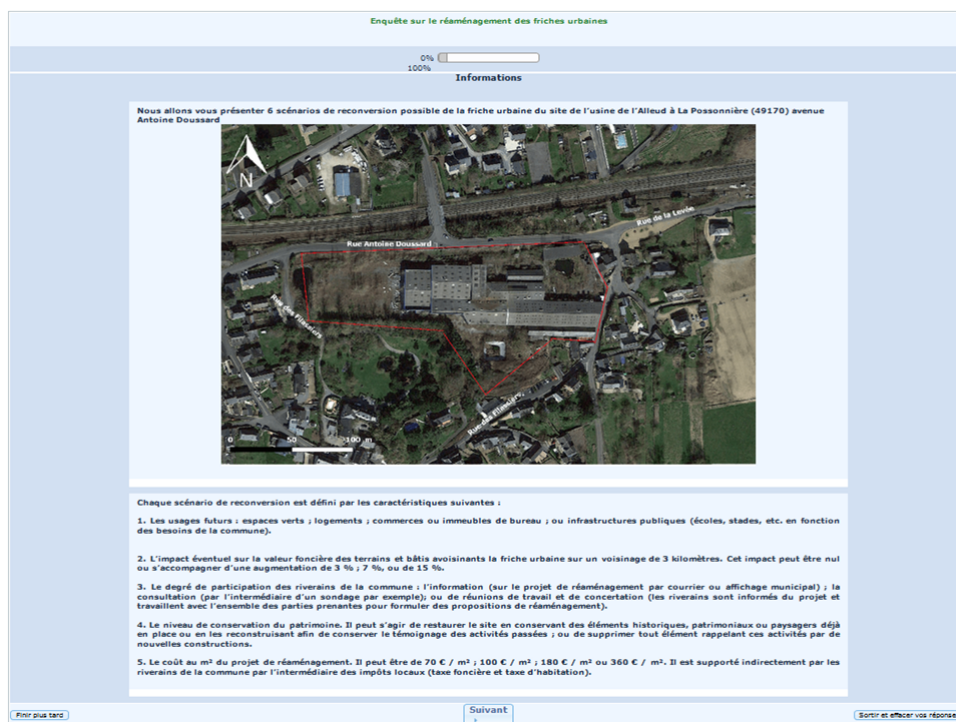 Enquête sur le réaménagement des friches urbaines
0%
100%
Informations
Nous allons vous présenter 6 scénarios de reconversion possible de la friche urbaine du site de l'usine de l'Alleud à La Possonnière (49170) avenue
Antoine Doussard
N
Rue de la Levée
Rue Antoine Doussard
Rue des Filassiers
Rue des Filassiers
0 50 100 m
Chaque scénario de reconversion est défini par les caractéristiques suivantes :
1. Les usages futurs : espaces verts ; logements ; commerces ou immeubles de bureau ; ou infrastructures publiques (écoles, stades, etc. en fonction
des besoins de la commune).
2. L'impact éventuel sur la valeur foncière des terrains et bâtis avoisinants la friche urbaine sur un voisinage de 3 kilomètres. Cet impact peut être nul
ou s'accompagner d'une augmentation de 3 % ; 7 %, ou de 15 %.
3. Le degré de participation des riverains de la commune : l'information (sur le projet de réaménagement par courrier ou affichage municipal) ; la
consultation (par l'intermédiaire d'un sondage par exemple); ou de réunions de travail et de concertation (les riverains sont informés du projet et
travaillent avec l'ensemble des parties prenantes pour formuler des propositions de réaménagement).
4. Le niveau de conservation du patrimoine. Il peut s'agir de restaurer le site en conservant des éléments historiques, patrimoniaux ou paysagers déjà
en place ou en les reconstruisant afin de conserver le témoignage des activités passées ; ou de supprimer tout élément rappelant ces activités par de
nouvelles constructions.
5. Le coût au m² du projet de réaménagement. Il peut être de 70 € / m² ; 100 € / m² ; 180 € / m² ou 360 € / m². Il est supporté indirectement par les
riverains de la commune par l'intermédiaire des impôts locaux (taxe foncière et taxe d'habitation).
Finir plus tard
Suivant
Sortir et effacer vos réponse